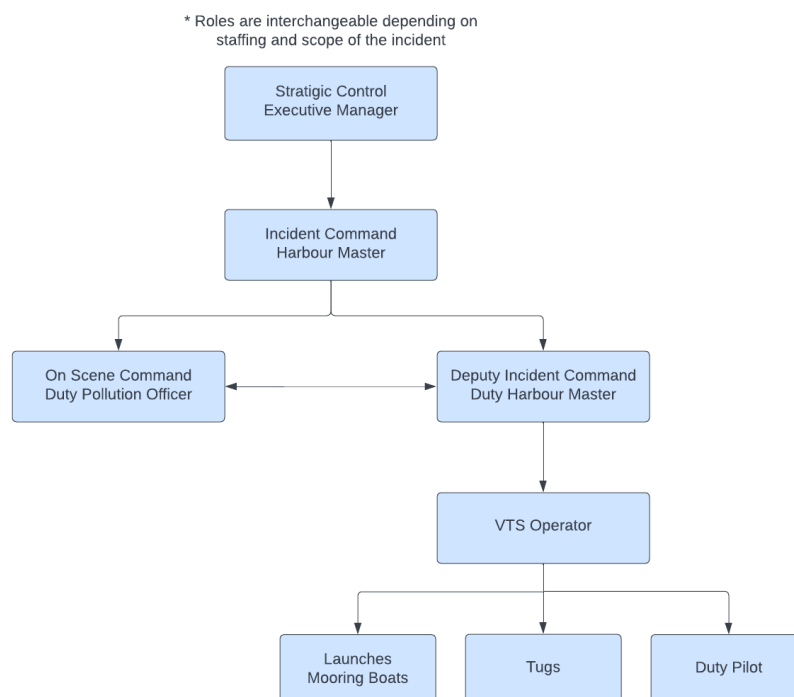 * Roles are interchangeable depending on
staffing and scope of the incident
Stratigic Control
Executive Manager
Incident Command
Harbour Master
On Scene Command
Duty Pollution Officer
Deputy Incident Command
Duty Harbour Master
VTS Operator
Launches
Mooring Boats
Tugs
Duty Pilot